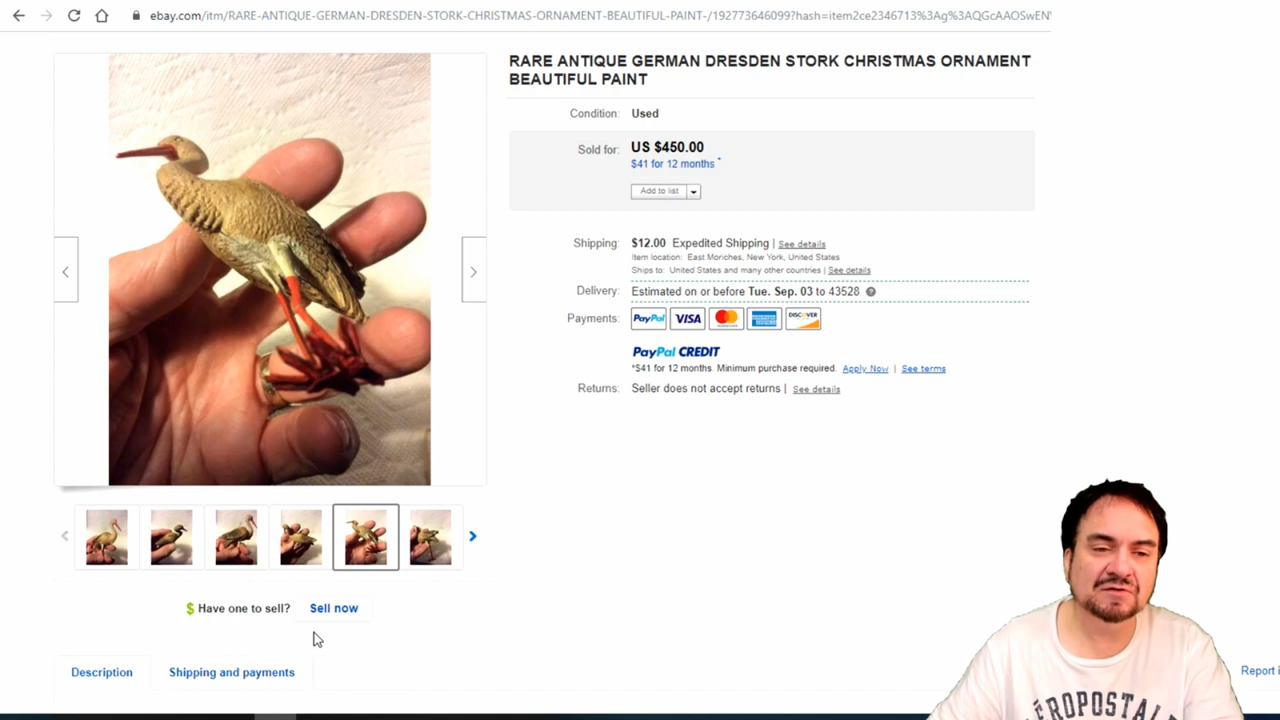 ebay.com/itm/RARE-ANTIQUE-GERMAN-DRESDEN-STORK-CHRISTMAS-ORNAMENT-BEAUTIFUL-PAINT-/192773646099?hash=item2ce2346713%3Ag%3AQGcAAOSwEN
RARE ANTIQUE GERMAN DRESDEN STORK CHRISTMAS ORNAMENT
BEAUTIFUL PAINT
Condition: Used
Sold for: US $450.00
$41 for 12 months *
Add to list
Shipping: $12.00 Expedited Shipping | See details
Item location: East Moriches, New York, United States
Ships to: United States and many other countries | See details
Delivery: Estimated on or before Tue. Sep. 03 to 43528 ?
Payments: PayPal VISA MasterCard AMERICAN EXPRESS DISCOVER
PayPal CREDIT
*$41 for 12 months. Minimum purchase required. Apply Now | See terms
Returns: Seller does not accept returns | See details
$ Have one to sell? Sell now
Description Shipping and payments
Report i
AÉROPOSTALE